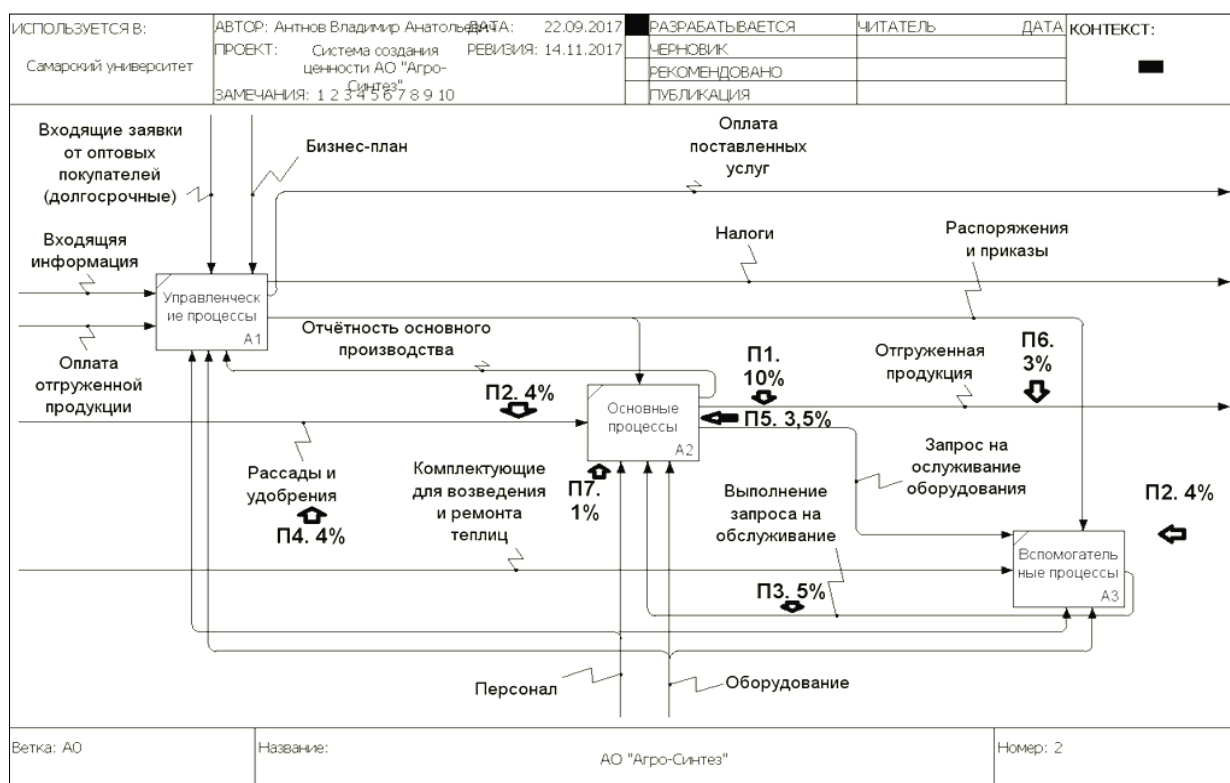 ИСПОЛЬЗУЕТСЯ В:
Самарский университет
АВТОР: Антнов Владимир Анатольевич
ДАТА: 22.09.2017
ПРОЕКТ: Система создания
ценности АО "Агро-
Синтез"
РЕВИЗИЯ: 14.11.2017
ЗАМЕЧАНИЯ: 1 2 3 4 5 6 7 8 9 10
РАЗРАБАТЫВАЕТСЯ
ЧЕРНОВИК
РЕКОМЕНДОВАНО
ПУБЛИКАЦИЯ
ЧИТАТЕЛЬ
ДАТА
КОНТЕКСТ:
Входящие заявки
от оптовых
покупателей
(долгосрочные)
Бизнес-план
Оплата
поставленных
услуг
Входящяя
информация
Налоги
Распоряжения
и приказы
Управленческ
ие процессы
A1
Оплата
отгруженной
продукции
Отчётность основного
производства
П1.
10%
Отгруженная
продукция
П6.
3%
П2. 4%
Основные
процессы
A2
П5. 3,5%
Рассады и
удобрения
П4. 4%
Комплектующие
для возведения
и ремонта
теплиц
П7.
1%
Выполнение
запроса на
обслуживание
Запрос на
ослуживание
оборудования
П2. 4%
Вспомогатель
ные процессы
A3
П3. 5%
Персонал
Оборудование
Ветка: A0
Название:
АО "Агро-Синтез"
Номер: 2